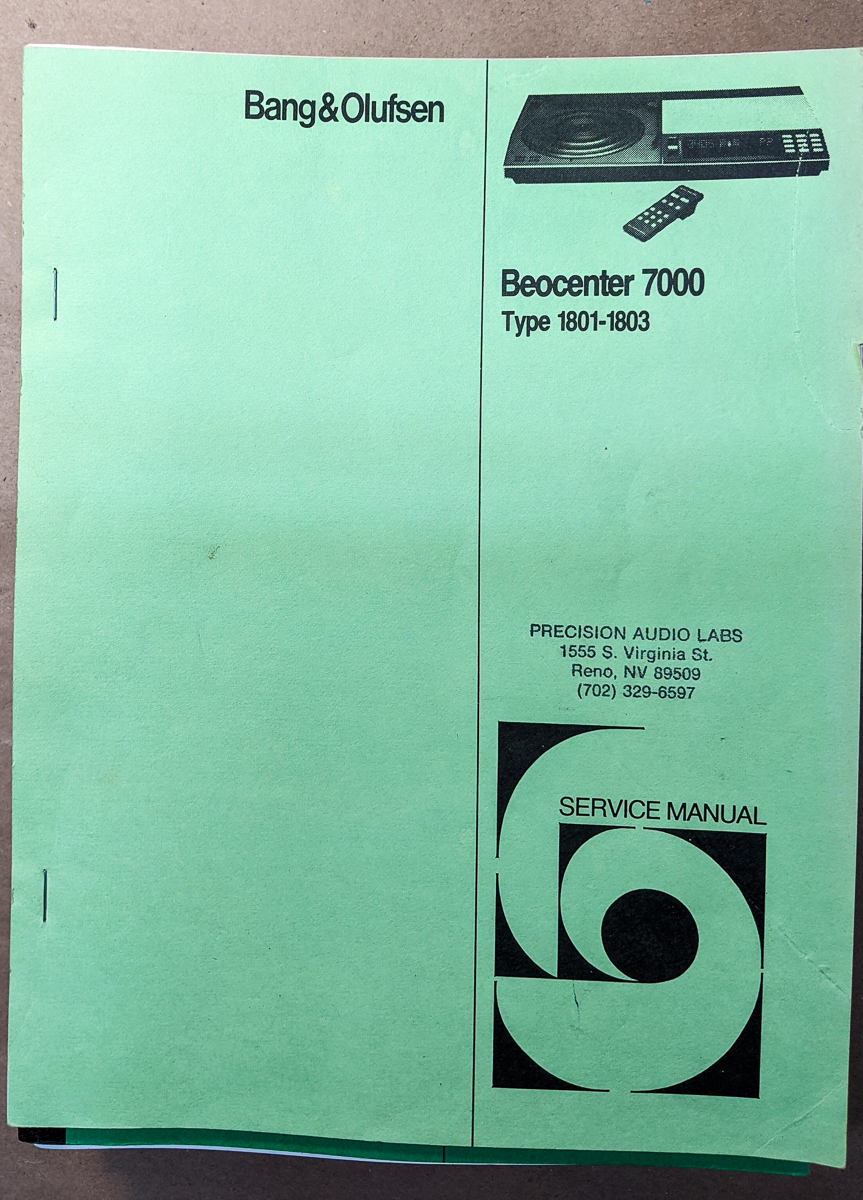 Bang&Olufsen
Beocenter 7000
Type 1801-1803
PRECISION AUDIO LABS
1555 S. Virginia St.
Reno, NV 89509
(702) 329-6597
SERVICE MANUAL